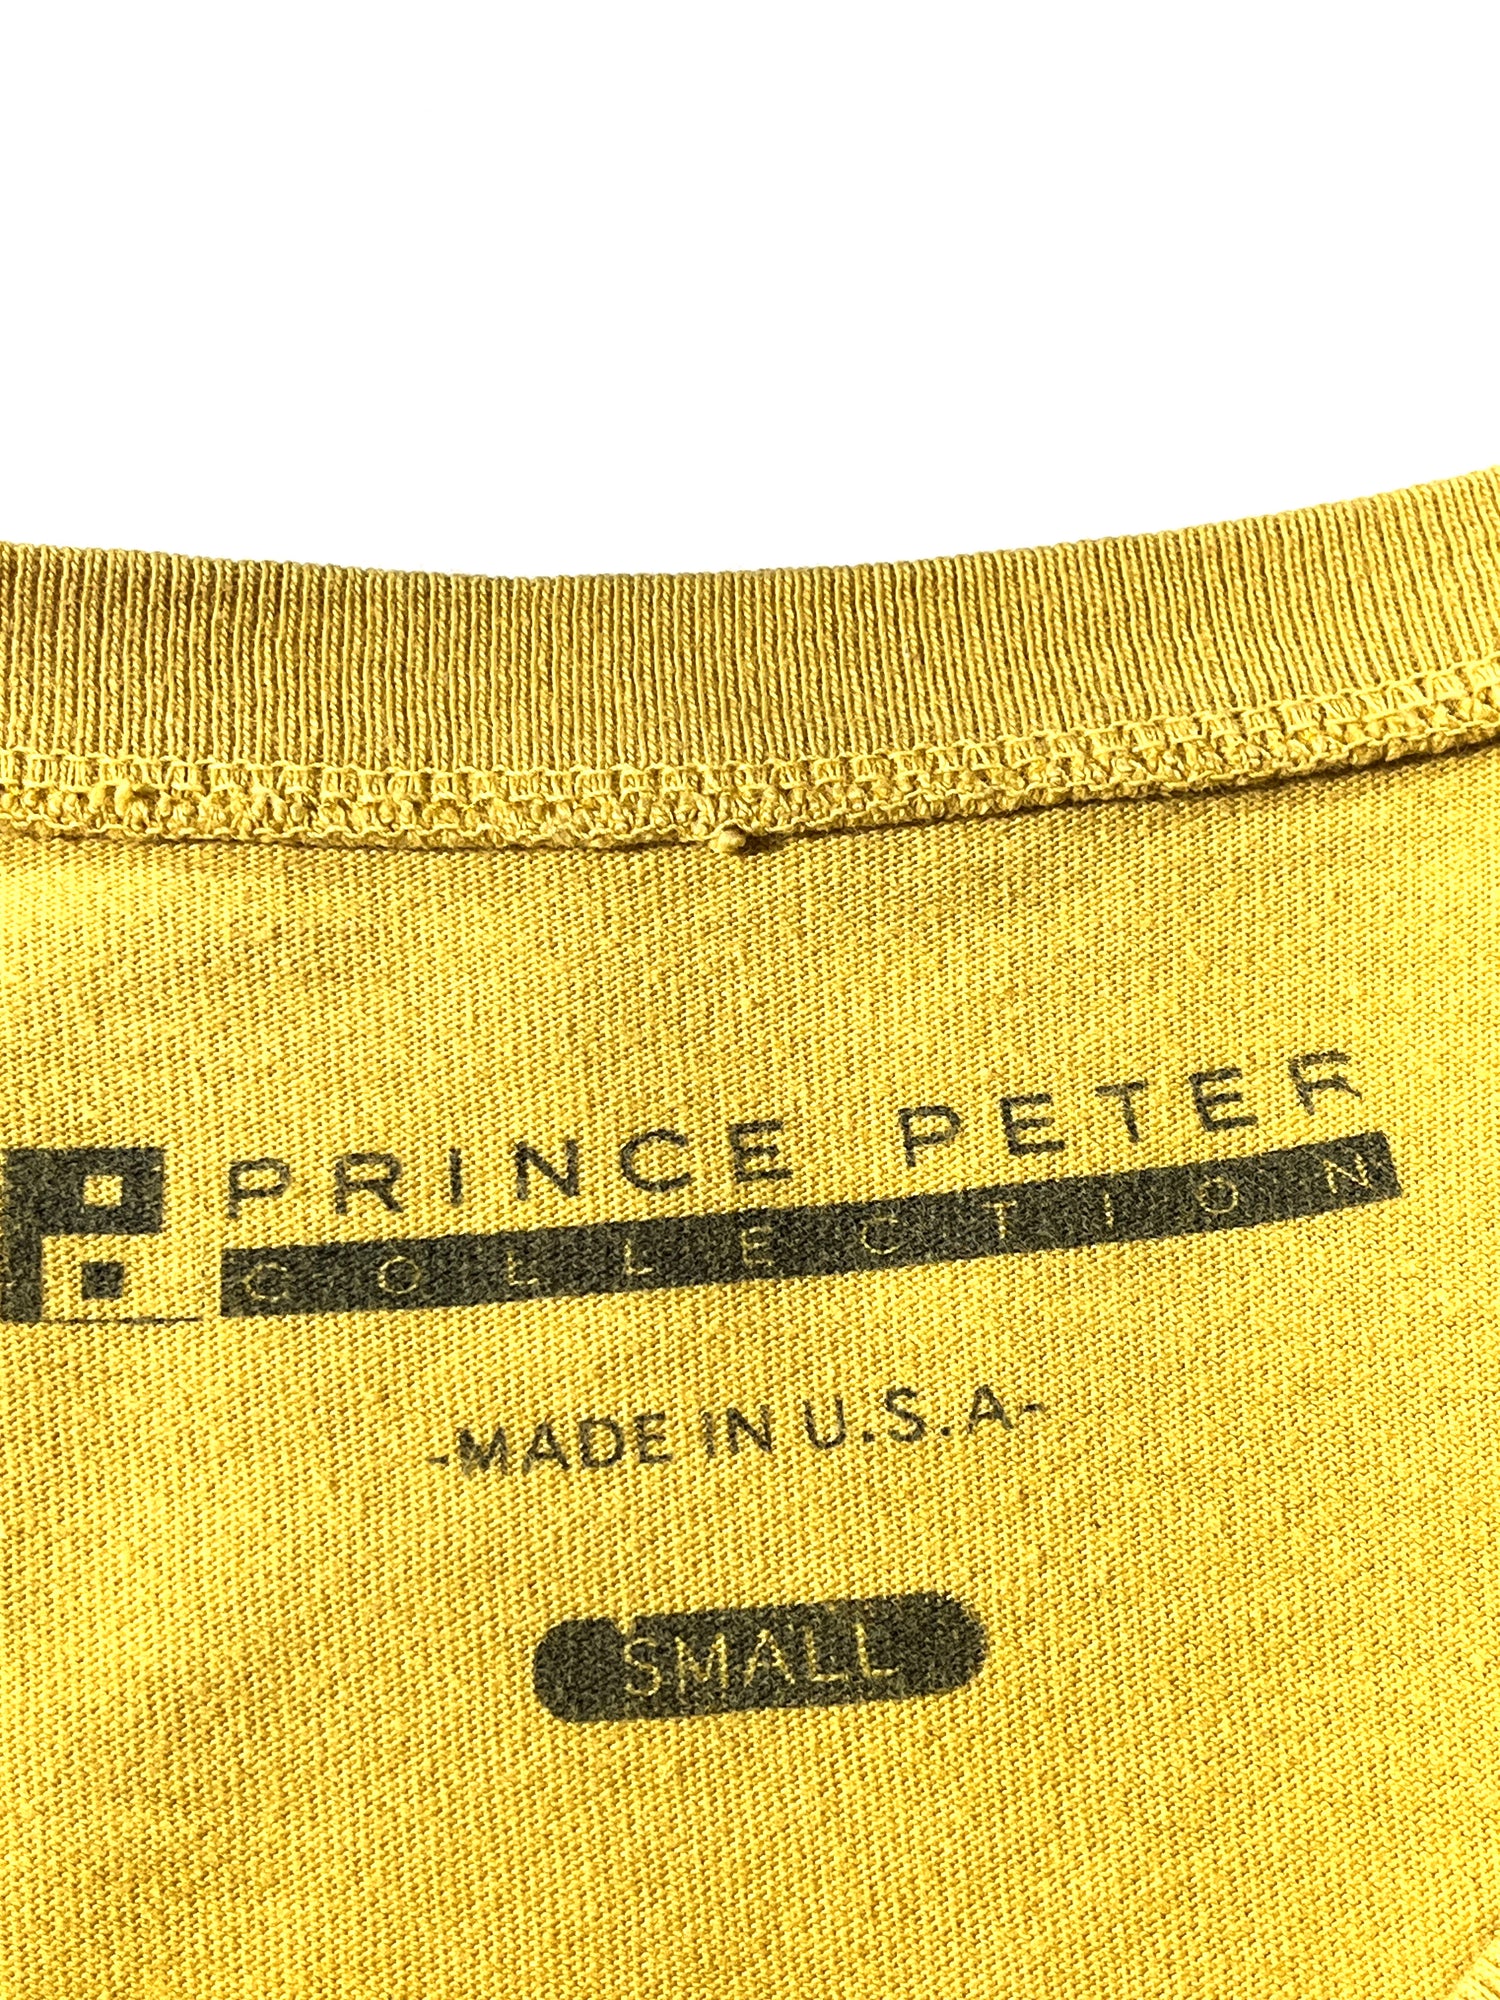 PRINCE PETER
COLLECTION
-MADE IN U.S.A-
SMALL